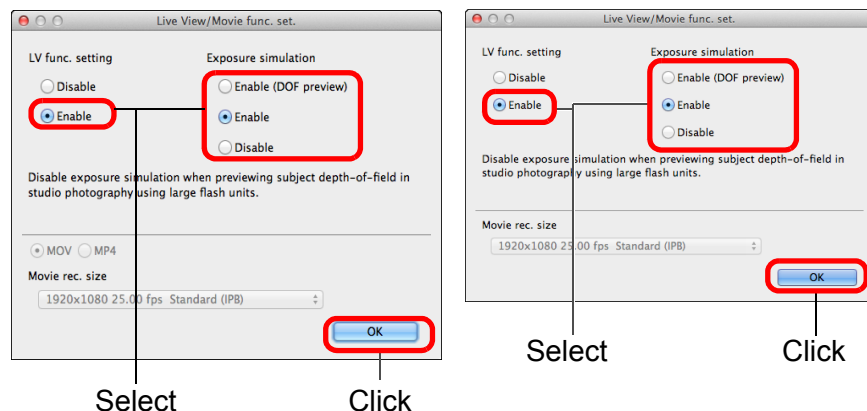 Live View/Movie func. set.
LV func. setting
Exposure simulation
Disable
Enable (DOF preview)
Enable
Enable
Disable
Disable exposure simulation when previewing subject depth-of-field in
studio photography using large flash units.
MOV MP4
Movie rec. size
1920x1080 25.00 fps Standard (IPB)
OK
Select
Click
Live View/Movie func. set.
LV func. setting
Exposure simulation
Disable
Enable (DOF preview)
Enable
Enable
Disable
Disable exposure simulation when previewing subject depth-of-field in
studio photography using large flash units.
Movie rec. size
1920x1080 25.00 fps Standard (IPB)
OK
Select
Click